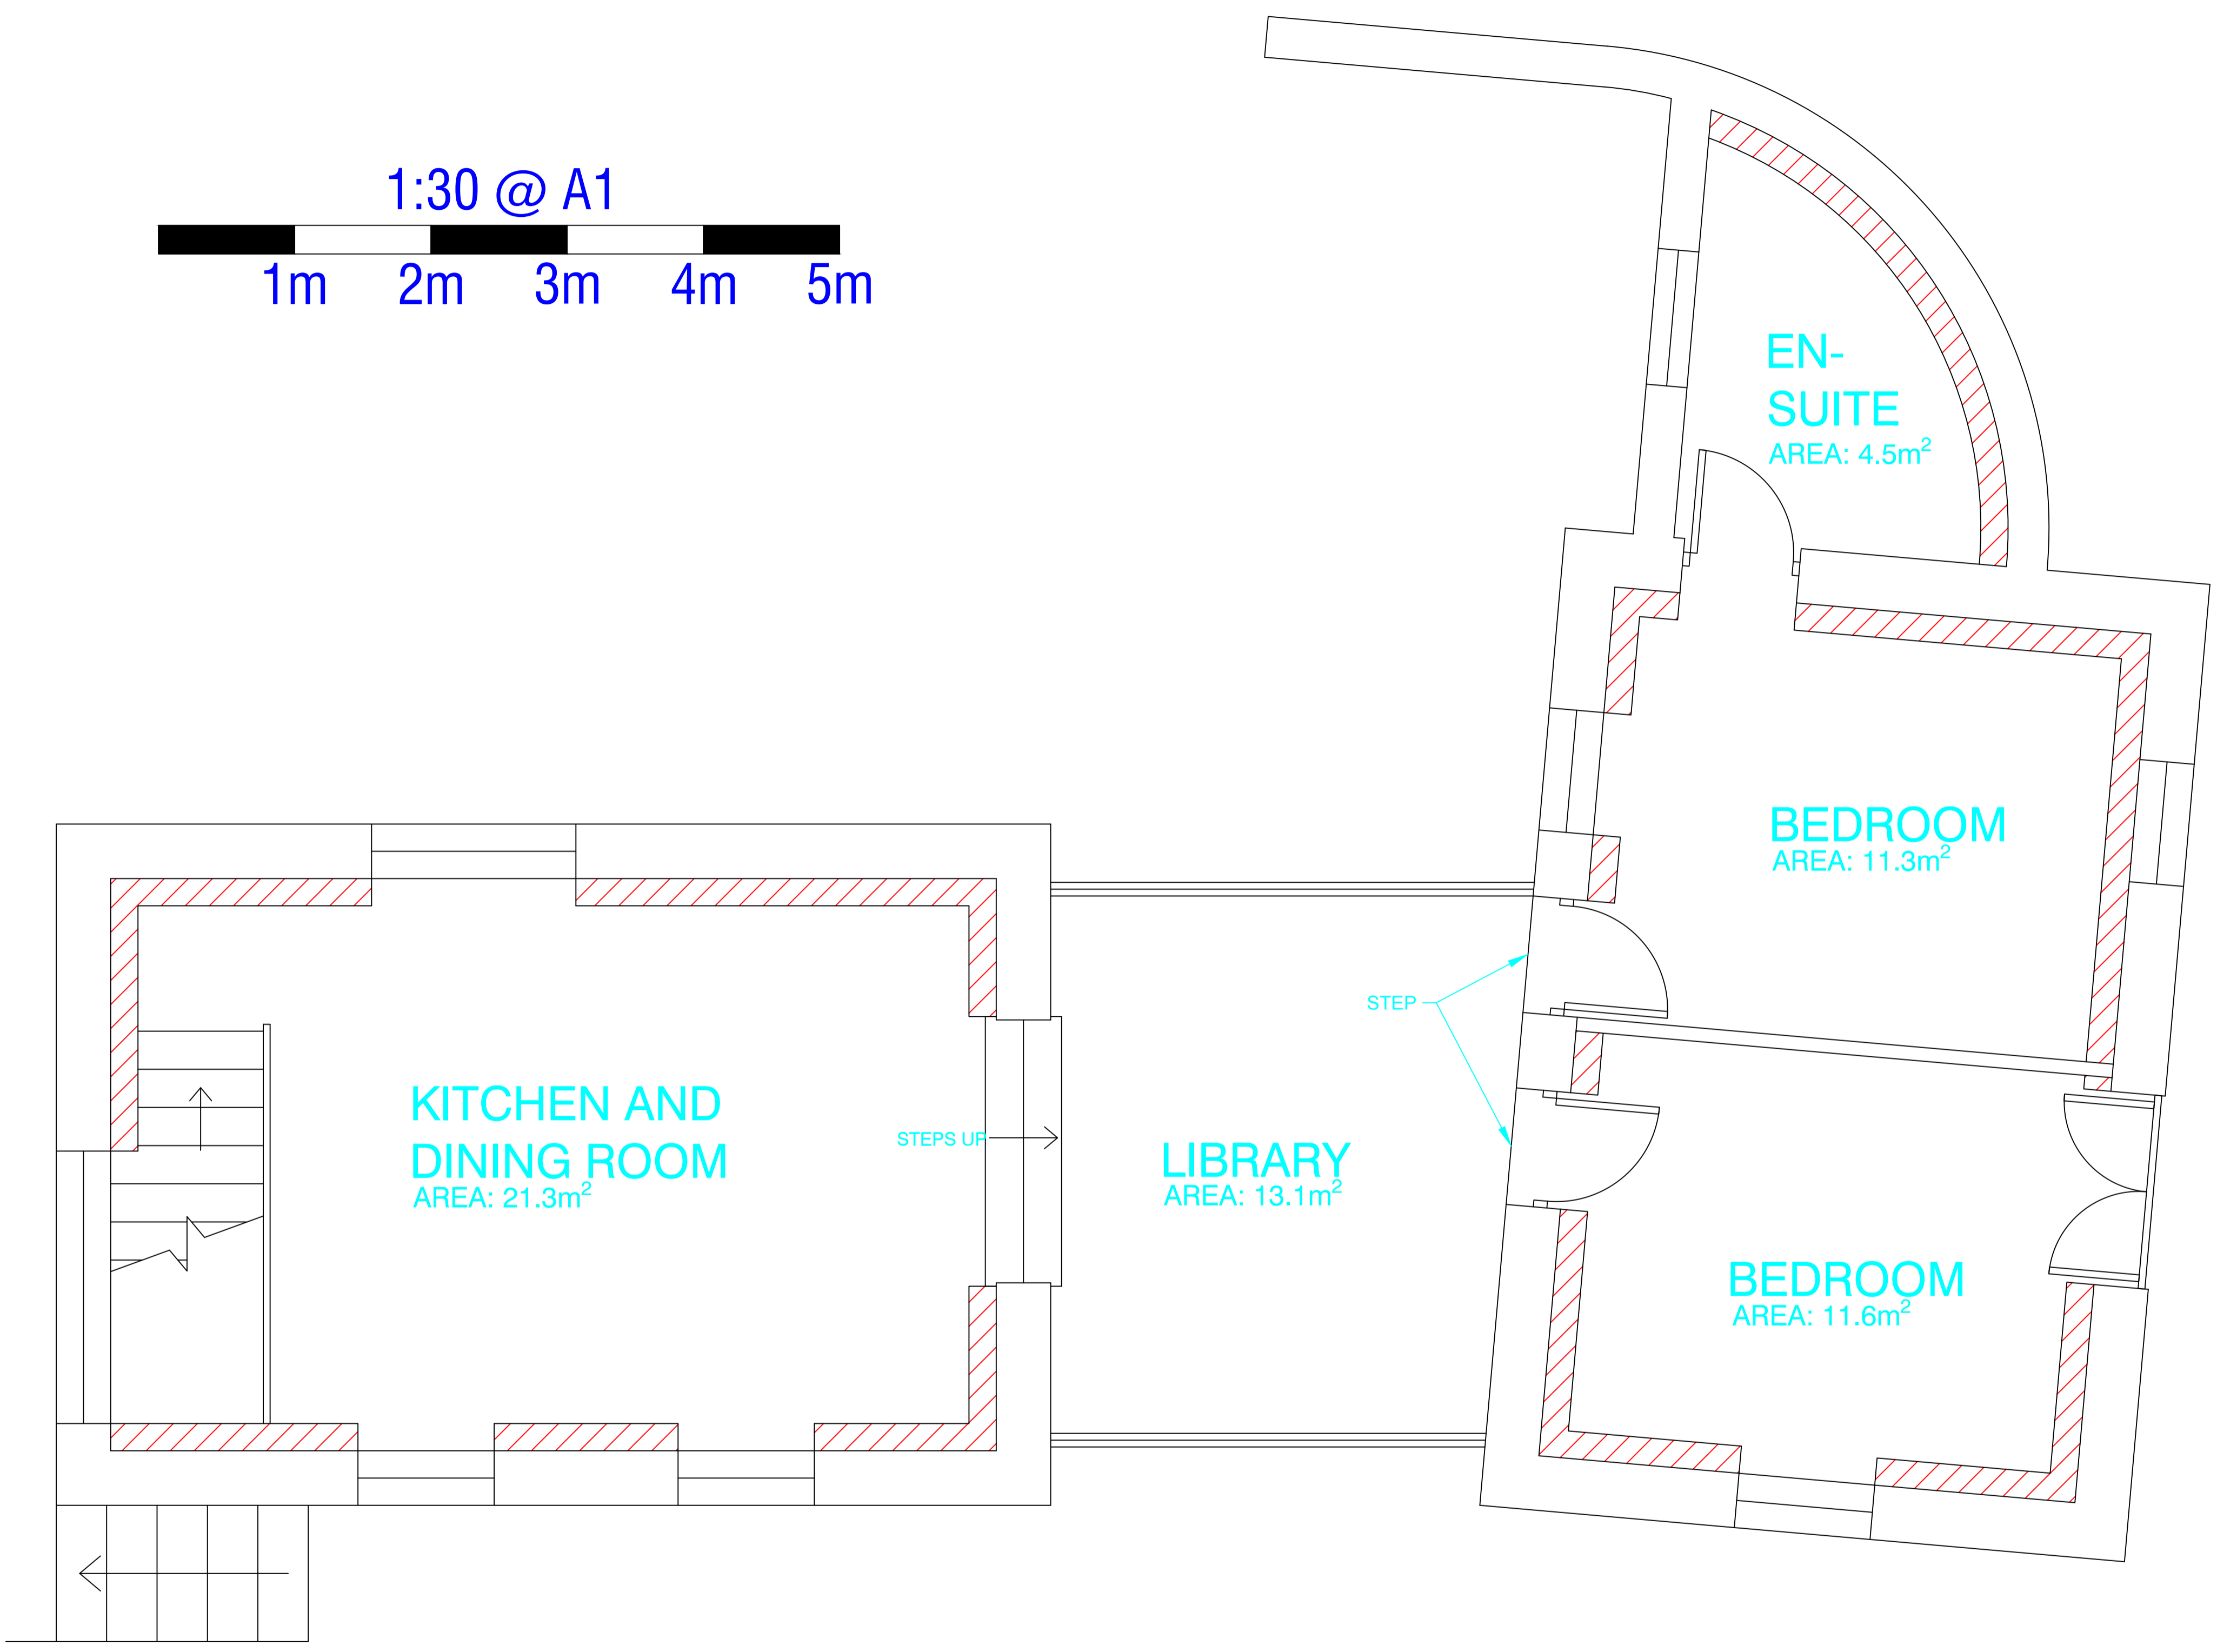 1:30 @ A1
1m 2m 3m 4m 5m
EN-
SUITE
AREA: 4.5m²
BEDROOM
AREA: 11.3m²
STEP
KITCHEN AND
DINING ROOM
AREA: 21.3m²
STEPS UP
LIBRARY
AREA: 13.1m²
BEDROOM
AREA: 11.6m²